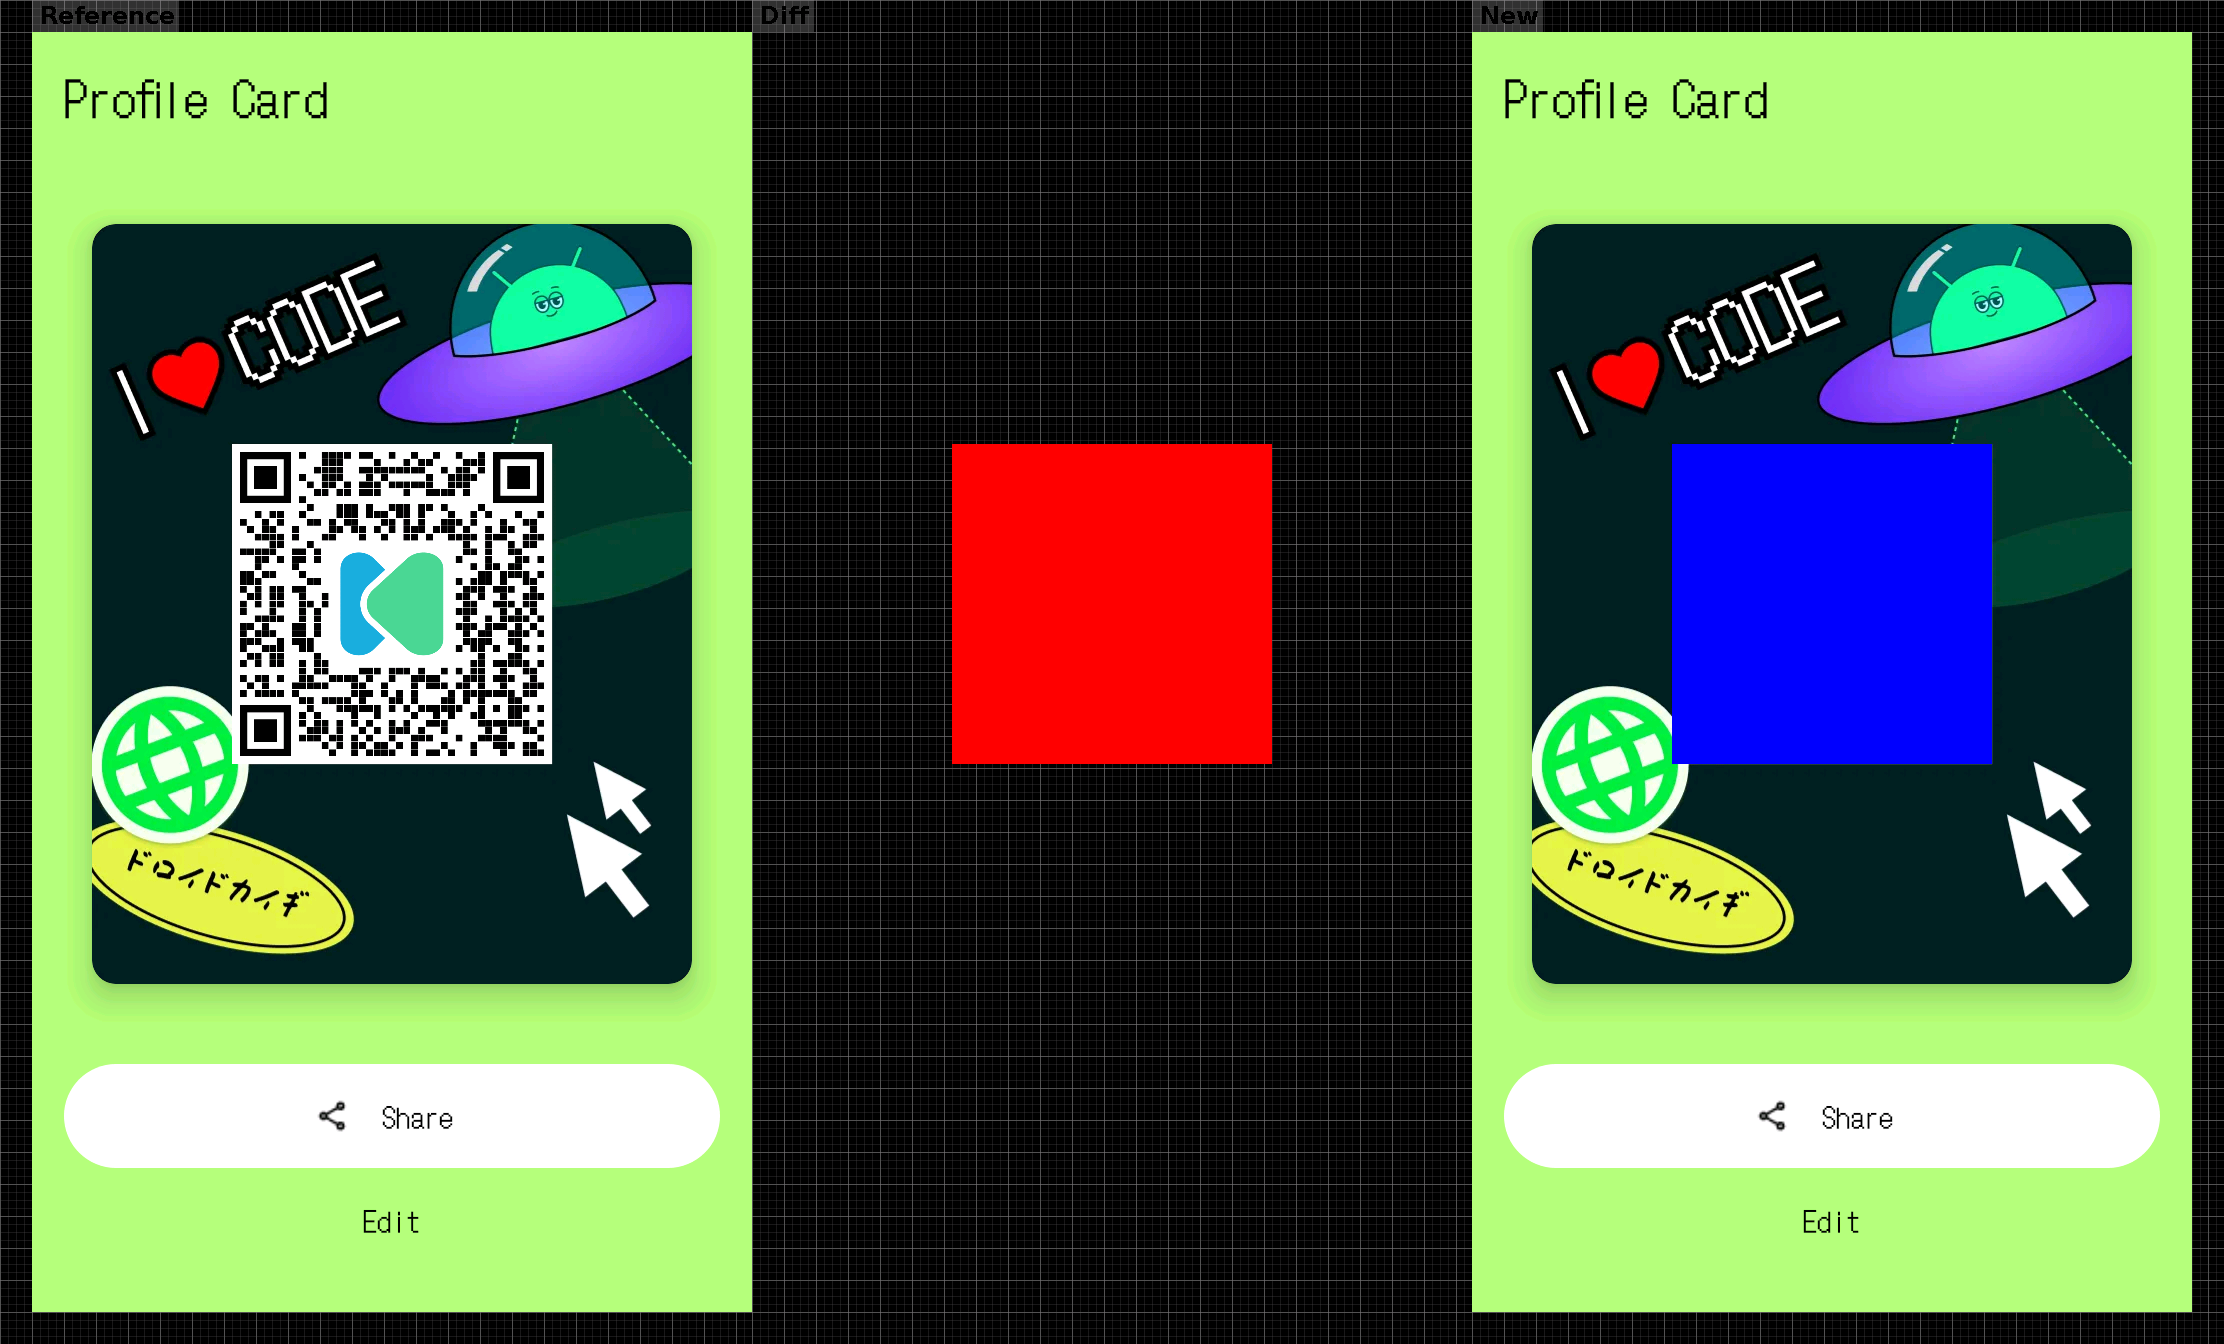 Reference
Diff
New
Profile Card
I ♥ CODE
ドロイドカイギ
Share
Edit
Profile Card
I ♥ CODE
ドロイドカイギ
Share
Edit